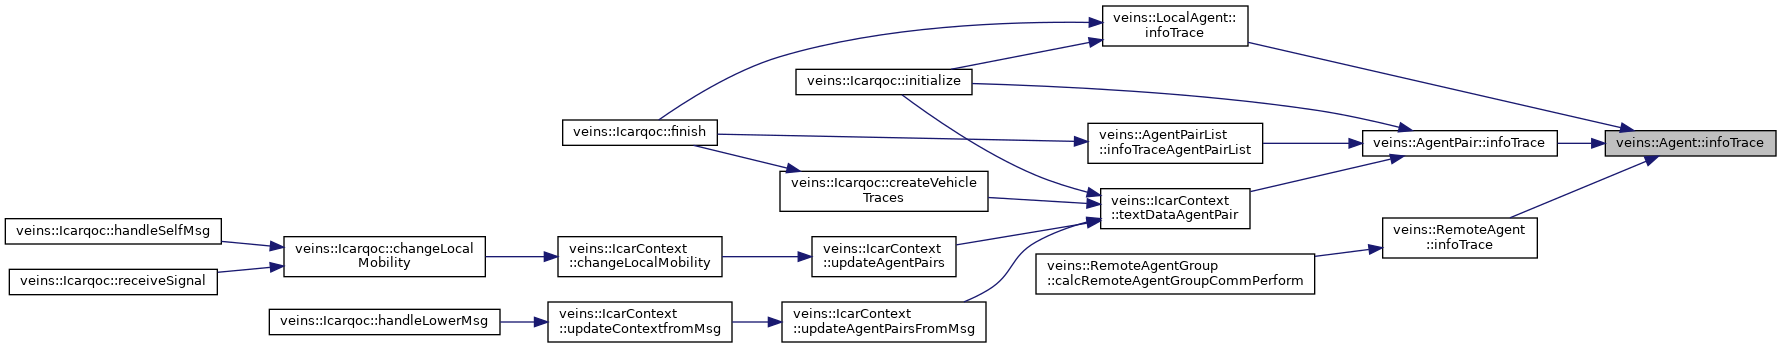 veins::LocalAgent::
infoTrace
veins::Icarqoc::initialize
veins::Icarqoc::finish
veins::AgentPairList
::infoTraceAgentPairList
veins::AgentPair::infoTrace
veins::Agent::infoTrace
veins::Icarqoc::createVehicle
Traces
veins::IcarContext
::textDataAgentPair
veins::Icarqoc::handleSelfMsg
veins::Icarqoc::changeLocal
Mobility
veins::IcarContext
::changeLocalMobility
veins::IcarContext
::updateAgentPairs
veins::RemoteAgent
::infoTrace
veins::Icarqoc::receiveSignal
veins::RemoteAgentGroup
::calcRemoteAgentGroupCommPerform
veins::Icarqoc::handleLowerMsg
veins::IcarContext
::updateContextfromMsg
veins::IcarContext
::updateAgentPairsFromMsg